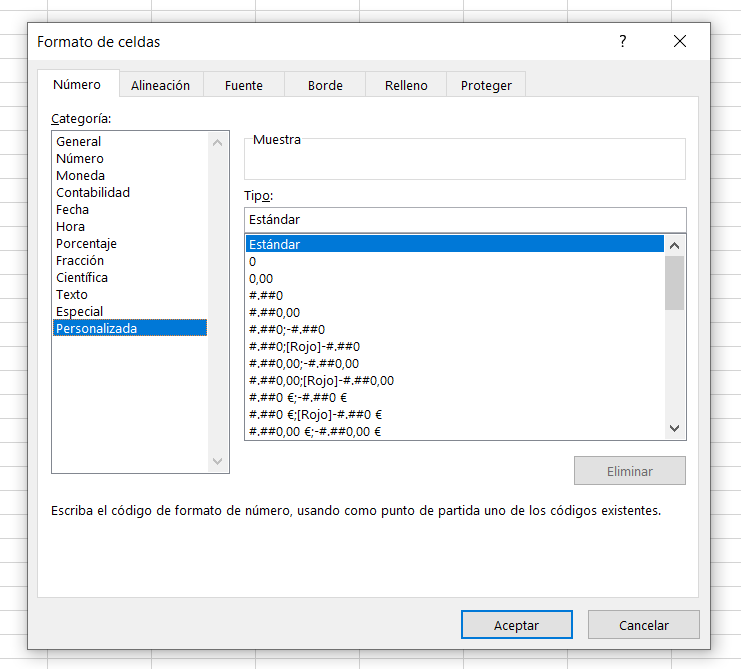 Formato de celdas
?
Número
Alineación
Fuente
Borde
Relleno
Proteger
Categoría:
General
Número
Moneda
Contabilidad
Fecha
Hora
Porcentaje
Fracción
Científica
Texto
Especial
Personalizada
Muestra
Tipo:
Estándar
Estándar
0
0,00
#.##0
#.##0,00
#.##0;-#.##0
#.##0;[Rojo]-#.##0
#.##0,00;-#.##0,00
#.##0,00;[Rojo]-#.##0,00
#.##0 €;-#.##0 €
#.##0 €;[Rojo]-#.##0 €
#.##0,00 €;-#.##0,00 €
Eliminar
Escriba el código de formato de número, usando como punto de partida uno de los códigos existentes.
Aceptar
Cancelar